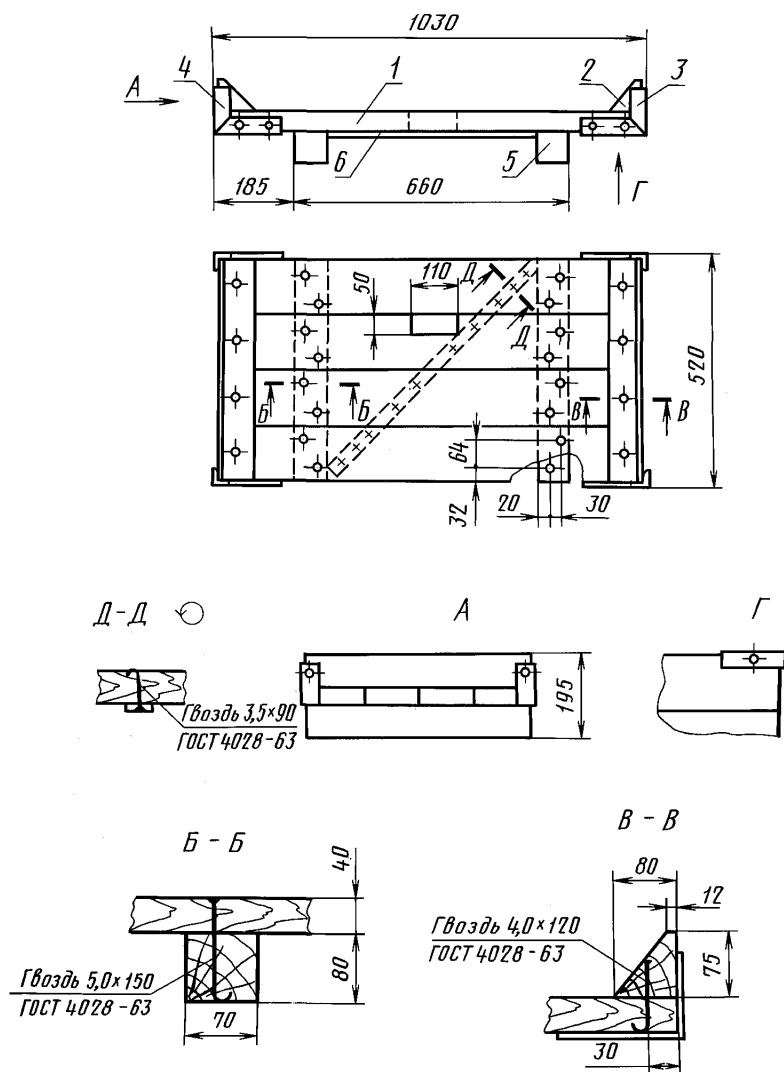 1030
А
4
1
2
3
6
5
Г
185
660
110
Д
50
Д
Б
Б
В
В
520
64
32
20
30
Д-Д
А
Г
Гвоздь 3,5×90
ГОСТ 4028-63
195
Б - Б
В - В
40
80
12
Гвоздь 4,0×120
ГОСТ 4028-63
75
Гвоздь 5,0×150
ГОСТ 4028-63
80
70
30